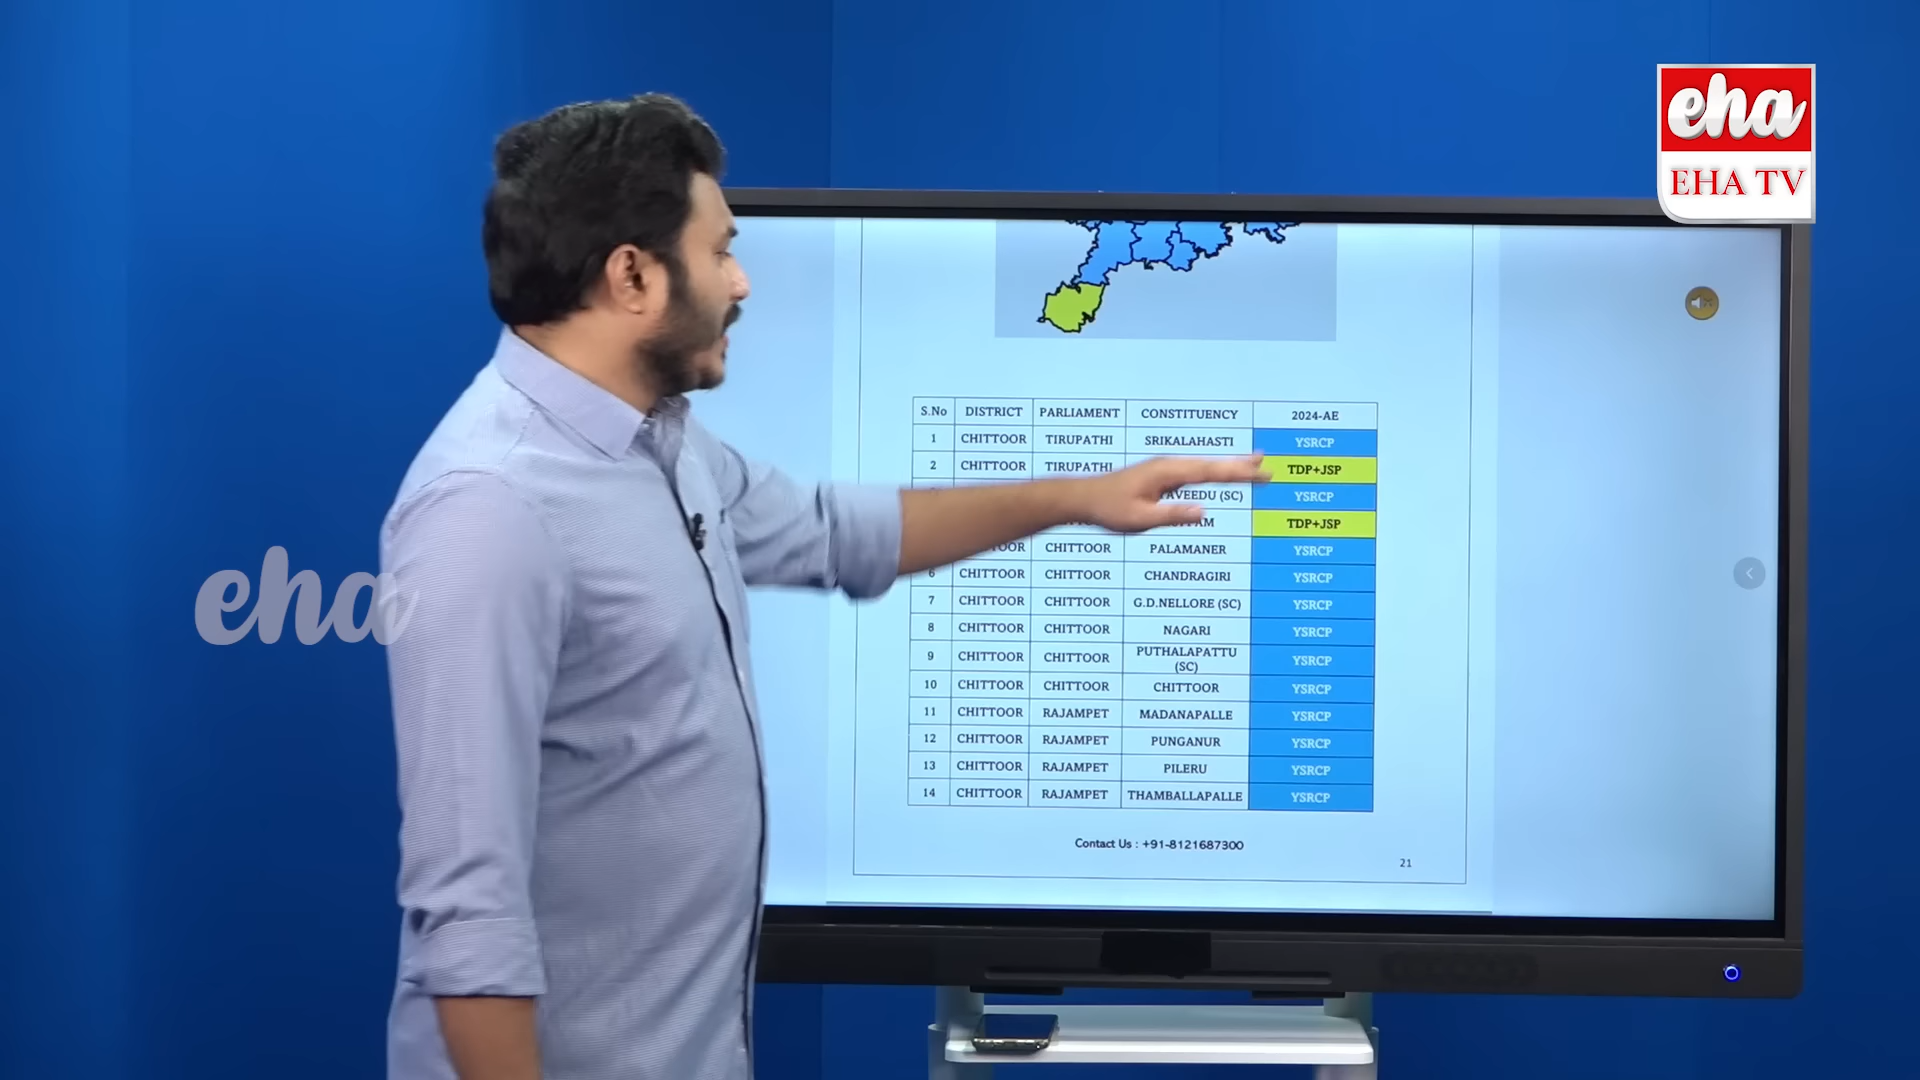 eha
EHA TV
S.No DISTRICT PARLIAMENT CONSTITUENCY 2024-AE
1 CHITTOOR TIRUPATHI SRIKALAHASTI YSRCP
2 CHITTOOR TIRUPATHI TDP+JSP
AVEEDU (SC) YSRCP
TDP+JSP
CHITTOOR PALAMANER YSRCP
6 CHITTOOR CHITTOOR CHANDRAGIRI YSRCP
7 CHITTOOR CHITTOOR G.D.NELLORE (SC) YSRCP
8 CHITTOOR CHITTOOR NAGARI YSRCP
9 CHITTOOR CHITTOOR PUTHALAPATTU (SC) YSRCP
10 CHITTOOR CHITTOOR CHITTOOR YSRCP
11 CHITTOOR RAJAMPET MADANAPALLE YSRCP
12 CHITTOOR RAJAMPET PUNGANUR YSRCP
13 CHITTOOR RAJAMPET PILERU YSRCP
14 CHITTOOR RAJAMPET THAMBALLAPALLE YSRCP
Contact Us : +91-8121687300
21
eha